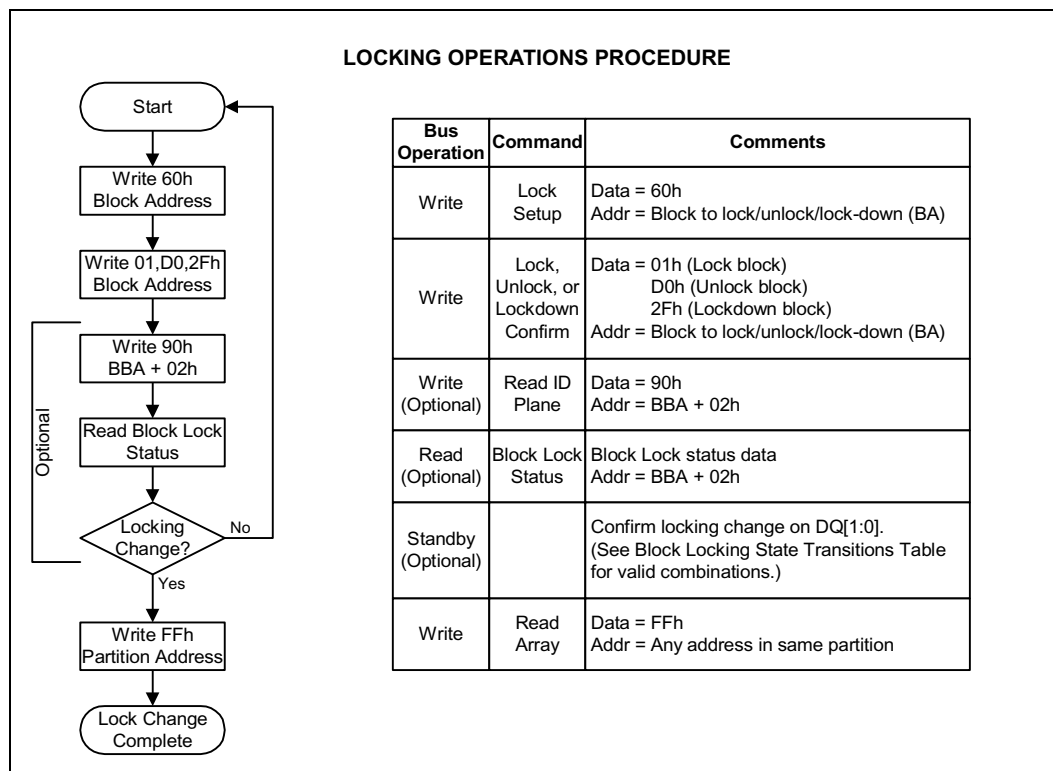 LOCKING OPERATIONS PROCEDURE
Start
Write 60h
Block Address
Write 01,D0,2Fh
Block Address
Optional
Write 90h
BBA + 02h
Read Block Lock
Status
Locking
Change?
No
Yes
Write FFh
Partition Address
Lock Change
Complete
Bus
Operation
Command
Comments
Write
Lock
Setup
Data = 60h
Addr = Block to lock/unlock/lock-down (BA)
Write
Lock,
Unlock, or
Lockdown
Confirm
Data = 01h (Lock block)
D0h (Unlock block)
2Fh (Lockdown block)
Addr = Block to lock/unlock/lock-down (BA)
Write
(Optional)
Read ID
Plane
Data = 90h
Addr = BBA + 02h
Read
(Optional)
Block Lock
Status
Block Lock status data
Addr = BBA + 02h
Standby
(Optional)
Confirm locking change on DQ[1:0].
(See Block Locking State Transitions Table
for valid combinations.)
Write
Read
Array
Data = FFh
Addr = Any address in same partition